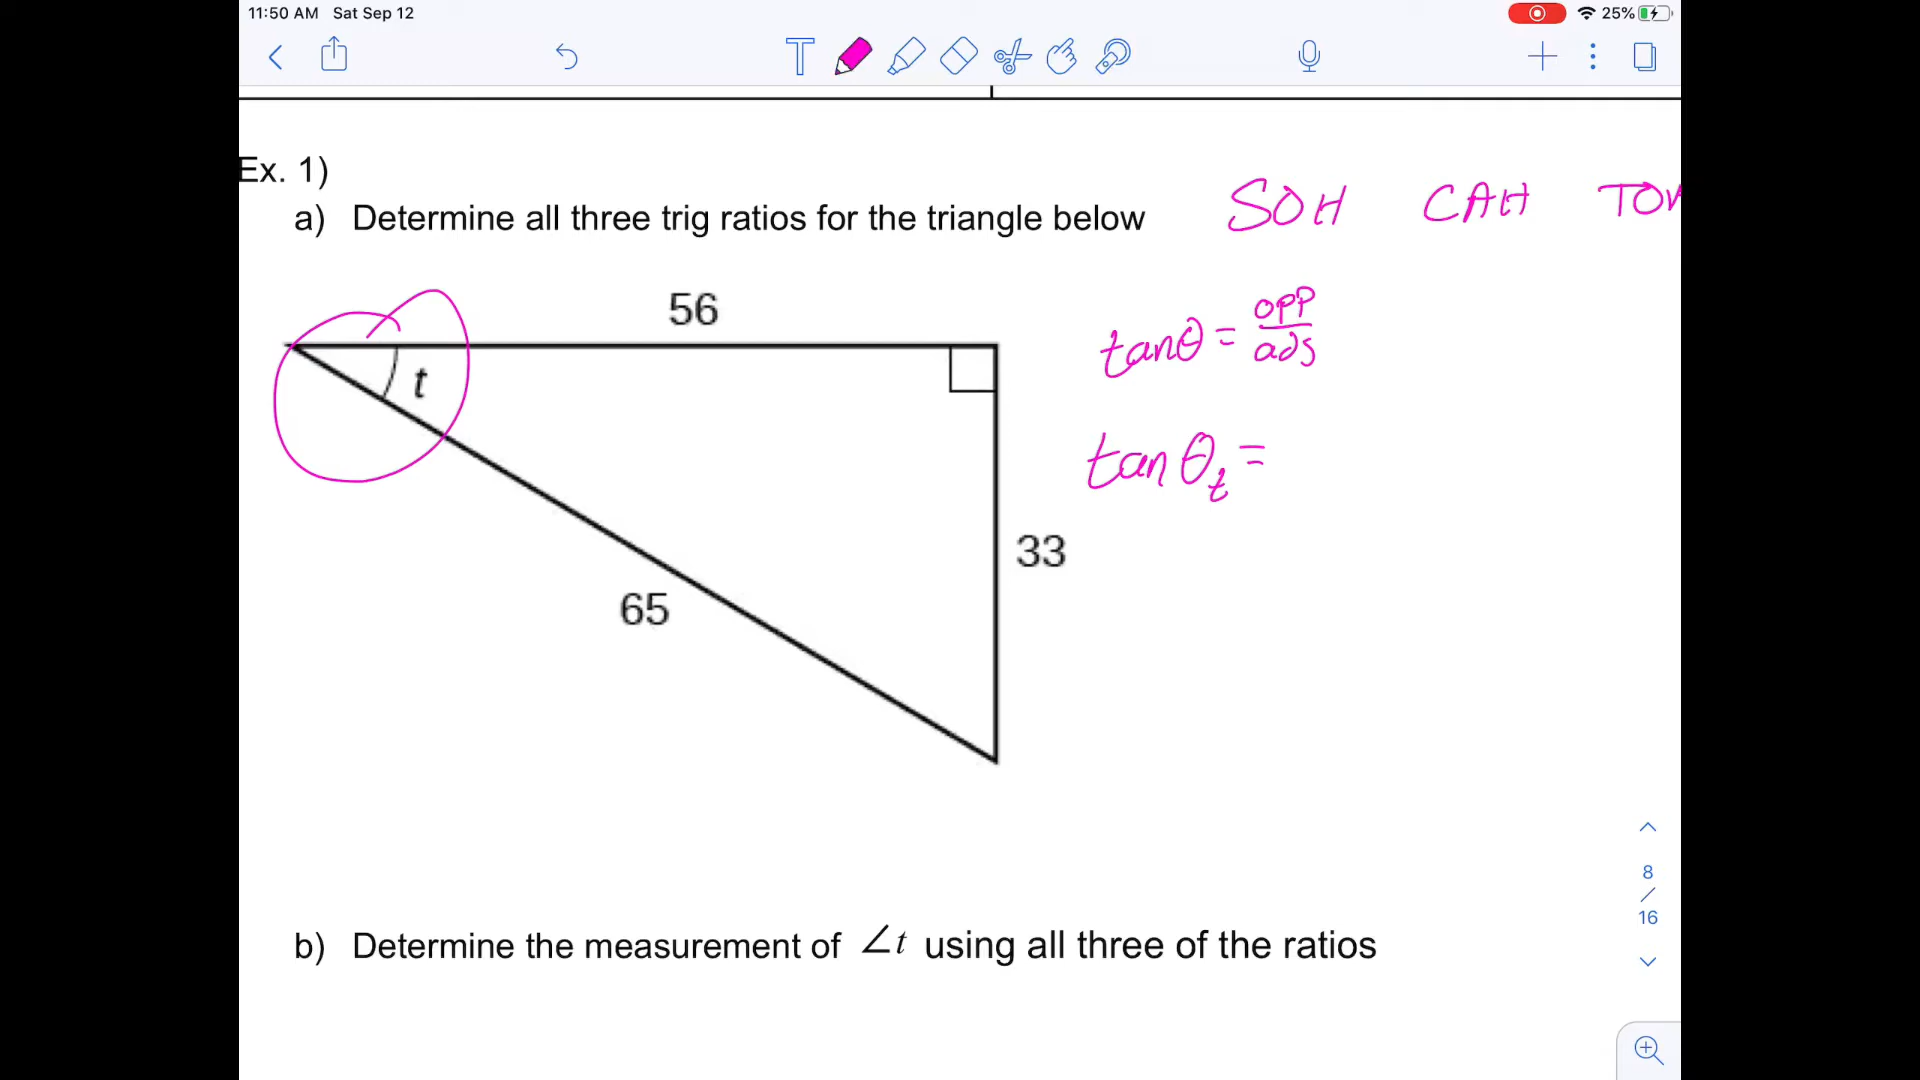 11:50 AM Sat Sep 12
25%
Ex. 1)
a) Determine all three trig ratios for the triangle below
SOH CAH TOA
56
t
33
65
tanθ = opp/adj
tan θt =
8
/
16
b) Determine the measurement of ∠t using all three of the ratios